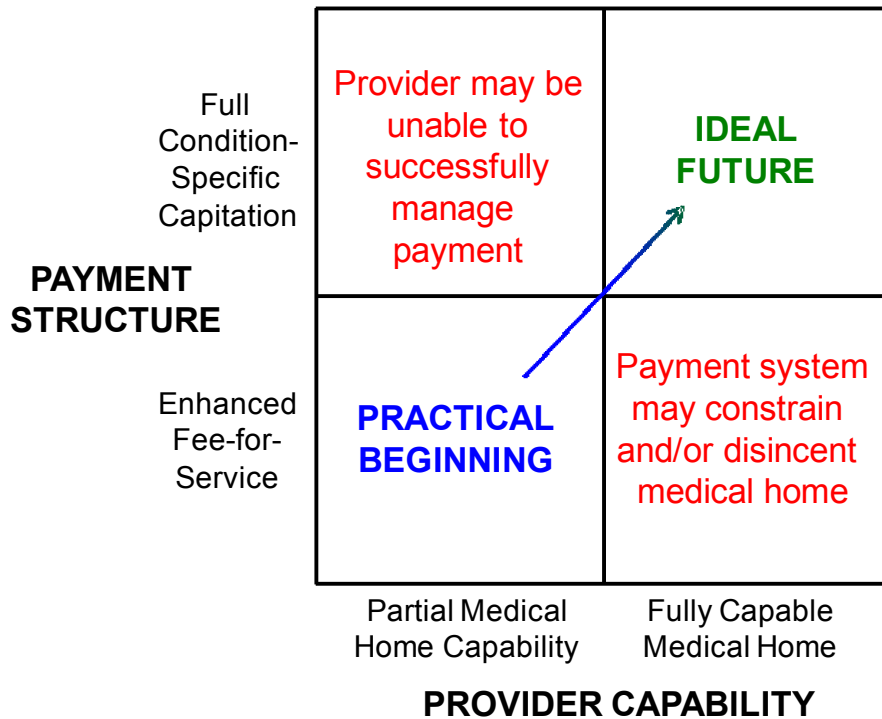 Full
Condition-
Specific
Capitation
Provider may be
unable to
successfully
manage
payment
IDEAL
FUTURE
PAYMENT
STRUCTURE
Enhanced
Fee-for-
Service
PRACTICAL
BEGINNING
Payment system
may constrain
and/or disincent
medical home
Partial Medical
Home Capability
Fully Capable
Medical Home
PROVIDER CAPABILITY